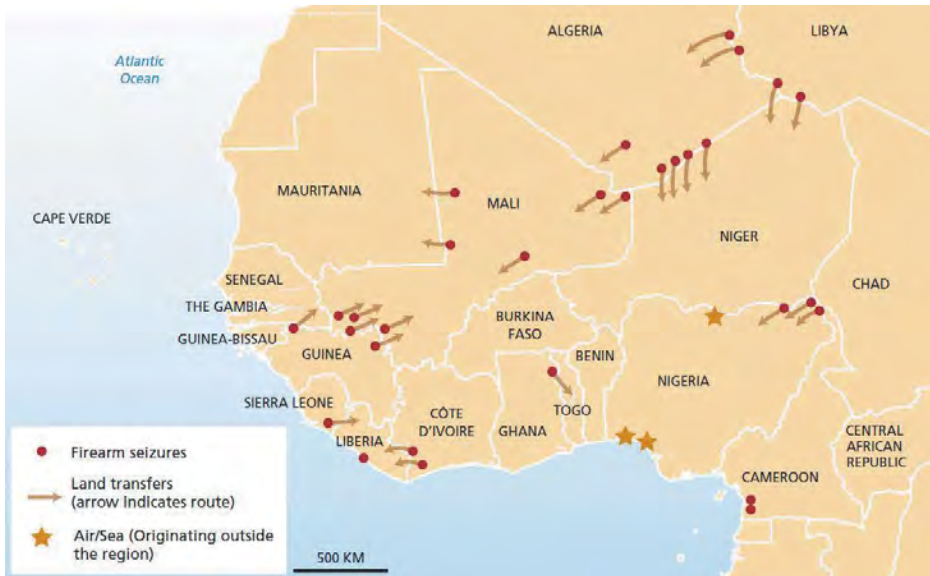 ALGERIA
LIBYA
Atlantic
Ocean
MAURITANIA
MALI
CAPE VERDE
NIGER
SENEGAL
CHAD
THE GAMBIA
BURKINA
FASO
GUINEA-BISSAU
GUINEA
BENIN
NIGERIA
SIERRA LEONE
CÔTE
D'IVOIRE
TOGO
GHANA
LIBERIA
CENTRAL
AFRICAN
REPUBLIC
CAMEROON
Firearm seizures
Land transfers
(arrow indicates route)
Air/Sea (Originating outside
the region)
500 KM